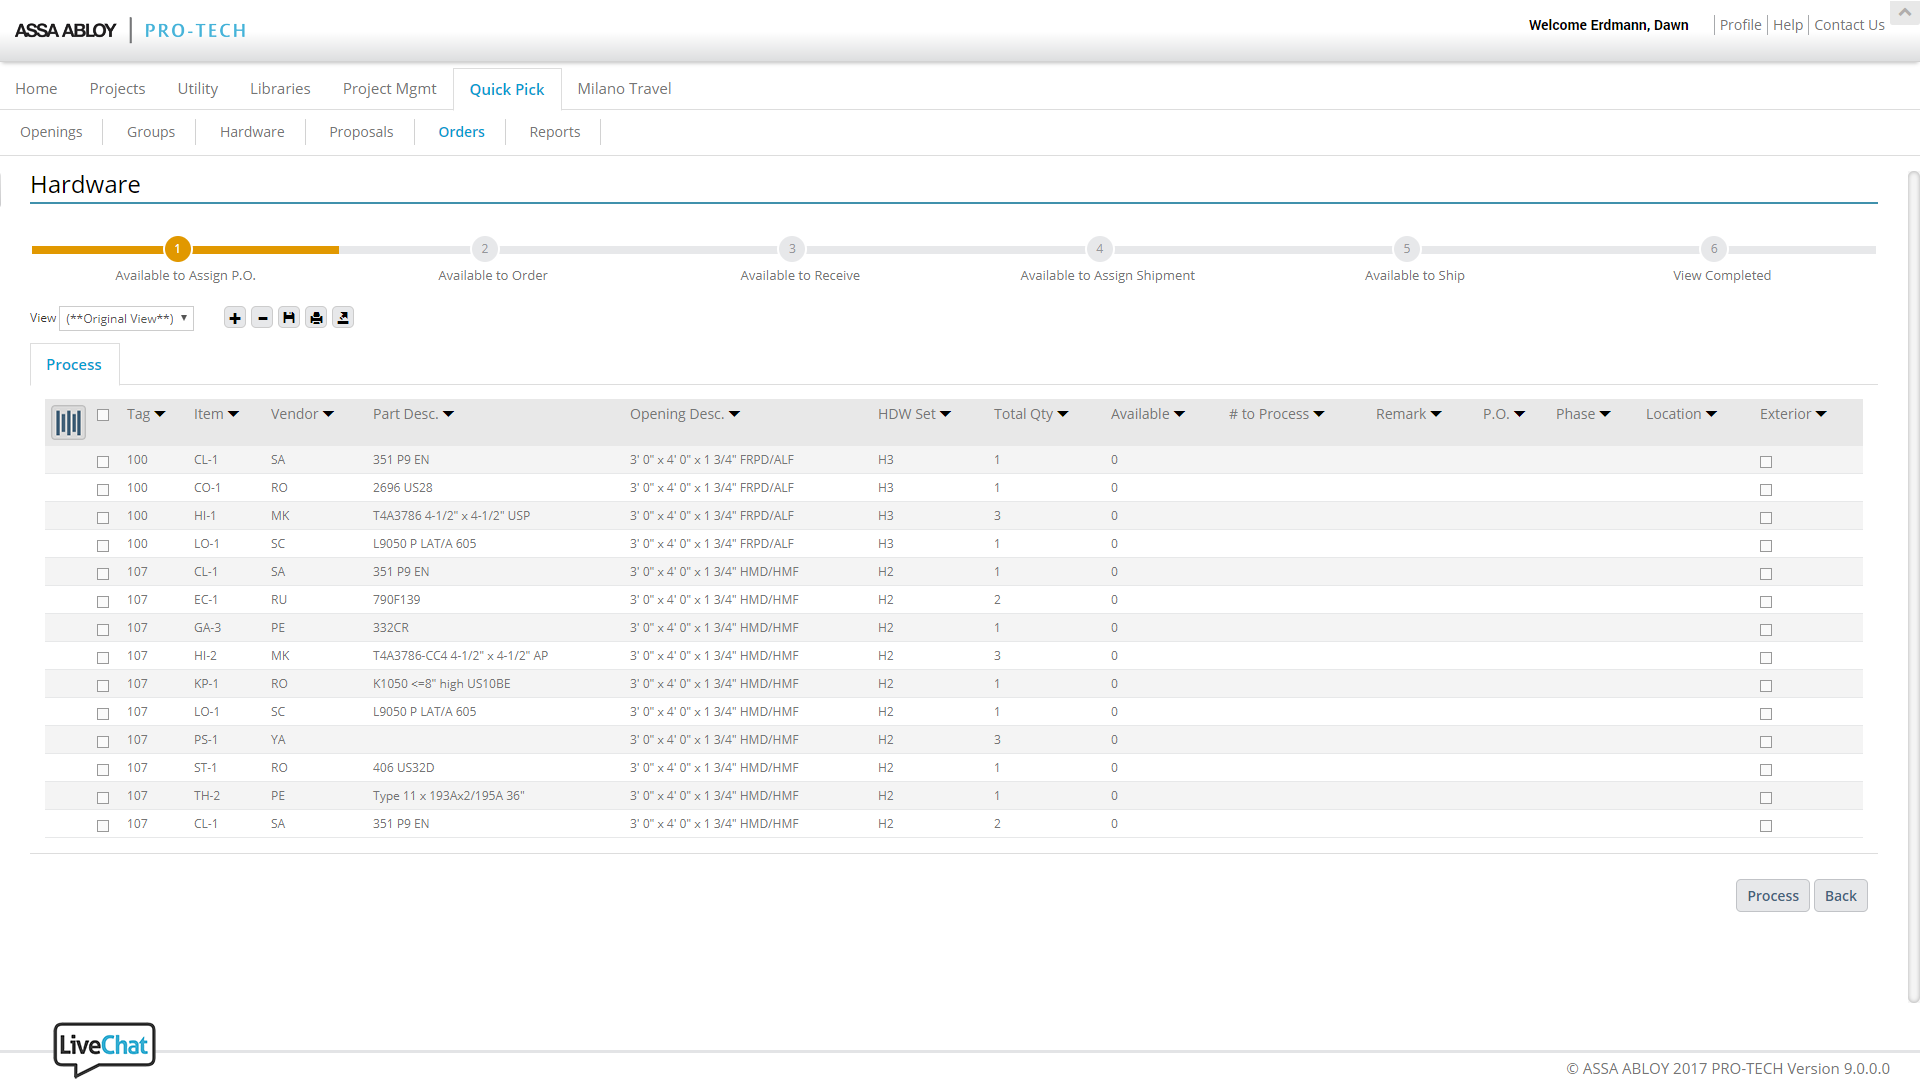 ASSA ABLOY | PRO-TECH
Welcome Erdmann, Dawn Profile Help Contact Us
Home Projects Utility Libraries Project Mgmt Quick Pick Milano Travel
Openings Groups Hardware Proposals Orders Reports
Hardware
1 2 3 4 5 6
Available to Assign P.O. Available to Order Available to Receive Available to Assign Shipment Available to Ship View Completed
View (**Original View**)
Process
Tag Item Vendor Part Desc. Opening Desc. HDW Set Total Qty Available # to Process Remark P.O. Phase Location Exterior
100 CL-1 SA 351 P9 EN 3' 0" x 4' 0" x 1 3/4" FRPD/ALF H3 1 0
100 CO-1 RO 2696 US28 3' 0" x 4' 0" x 1 3/4" FRPD/ALF H3 1 0
100 HI-1 MK T4A3786 4-1/2" x 4-1/2" USP 3' 0" x 4' 0" x 1 3/4" FRPD/ALF H3 3 0
100 LO-1 SC L9050 P LAT/A 605 3' 0" x 4' 0" x 1 3/4" FRPD/ALF H3 1 0
107 CL-1 SA 351 P9 EN 3' 0" x 4' 0" x 1 3/4" HMD/HMF H2 1 0
107 EC-1 RU 790F139 3' 0" x 4' 0" x 1 3/4" HMD/HMF H2 2 0
107 GA-3 PE 332CR 3' 0" x 4' 0" x 1 3/4" HMD/HMF H2 1 0
107 HI-2 MK T4A3786-CC4 4-1/2" x 4-1/2" AP 3' 0" x 4' 0" x 1 3/4" HMD/HMF H2 3 0
107 KP-1 RO K1050 <=8" high US10BE 3' 0" x 4' 0" x 1 3/4" HMD/HMF H2 1 0
107 LO-1 SC L9050 P LAT/A 605 3' 0" x 4' 0" x 1 3/4" HMD/HMF H2 1 0
107 PS-1 YA 3' 0" x 4' 0" x 1 3/4" HMD/HMF H2 3 0
107 ST-1 RO 406 US32D 3' 0" x 4' 0" x 1 3/4" HMD/HMF H2 1 0
107 TH-2 PE Type 11 x 193Ax2/195A 36" 3' 0" x 4' 0" x 1 3/4" HMD/HMF H2 1 0
107 CL-1 SA 351 P9 EN 3' 0" x 4' 0" x 1 3/4" HMD/HMF H2 2 0
Process Back
LiveChat
© ASSA ABLOY 2017 PRO-TECH Version 9.0.0.0